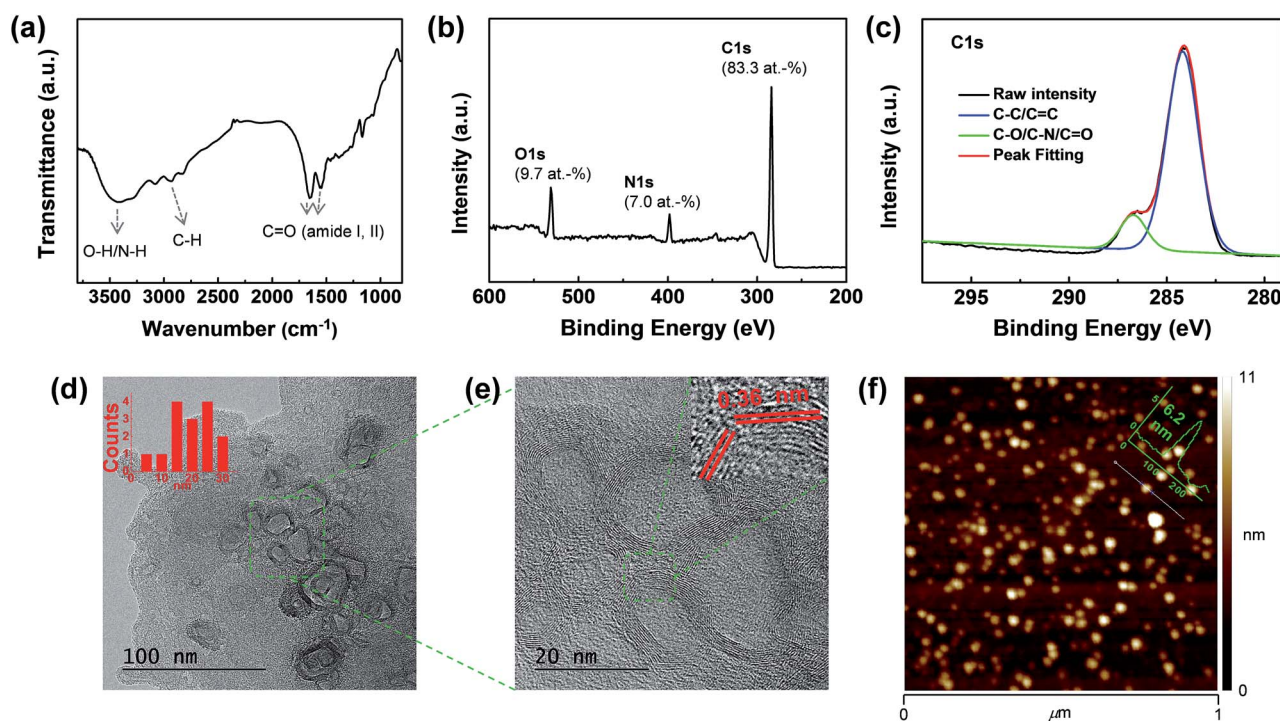 (a)
Transmittance (a.u.)
O-H/N-H
C-H
C=O (amide I, II)
3500 3000 2500 2000 1500 1000
Wavenumber (cm⁻¹)
(b)
Intensity (a.u.)
C1s
(83.3 at.-%)
O1s
(9.7 at.-%)
N1s
(7.0 at.-%)
600 500 400 300 200
Binding Energy (eV)
(c)
Intensity (a.u.)
C1s
Raw intensity
C-C/C=C
C-O/C-N/C=O
Peak Fitting
295 290 285 280
Binding Energy (eV)
(d)
Counts
4
3
2
1
0
0 10 20 30
nm
100 nm
(e)
0.36 nm
20 nm
(f)
5
0
6.2
nm
0 100 200
11
nm
0
0 μm 1